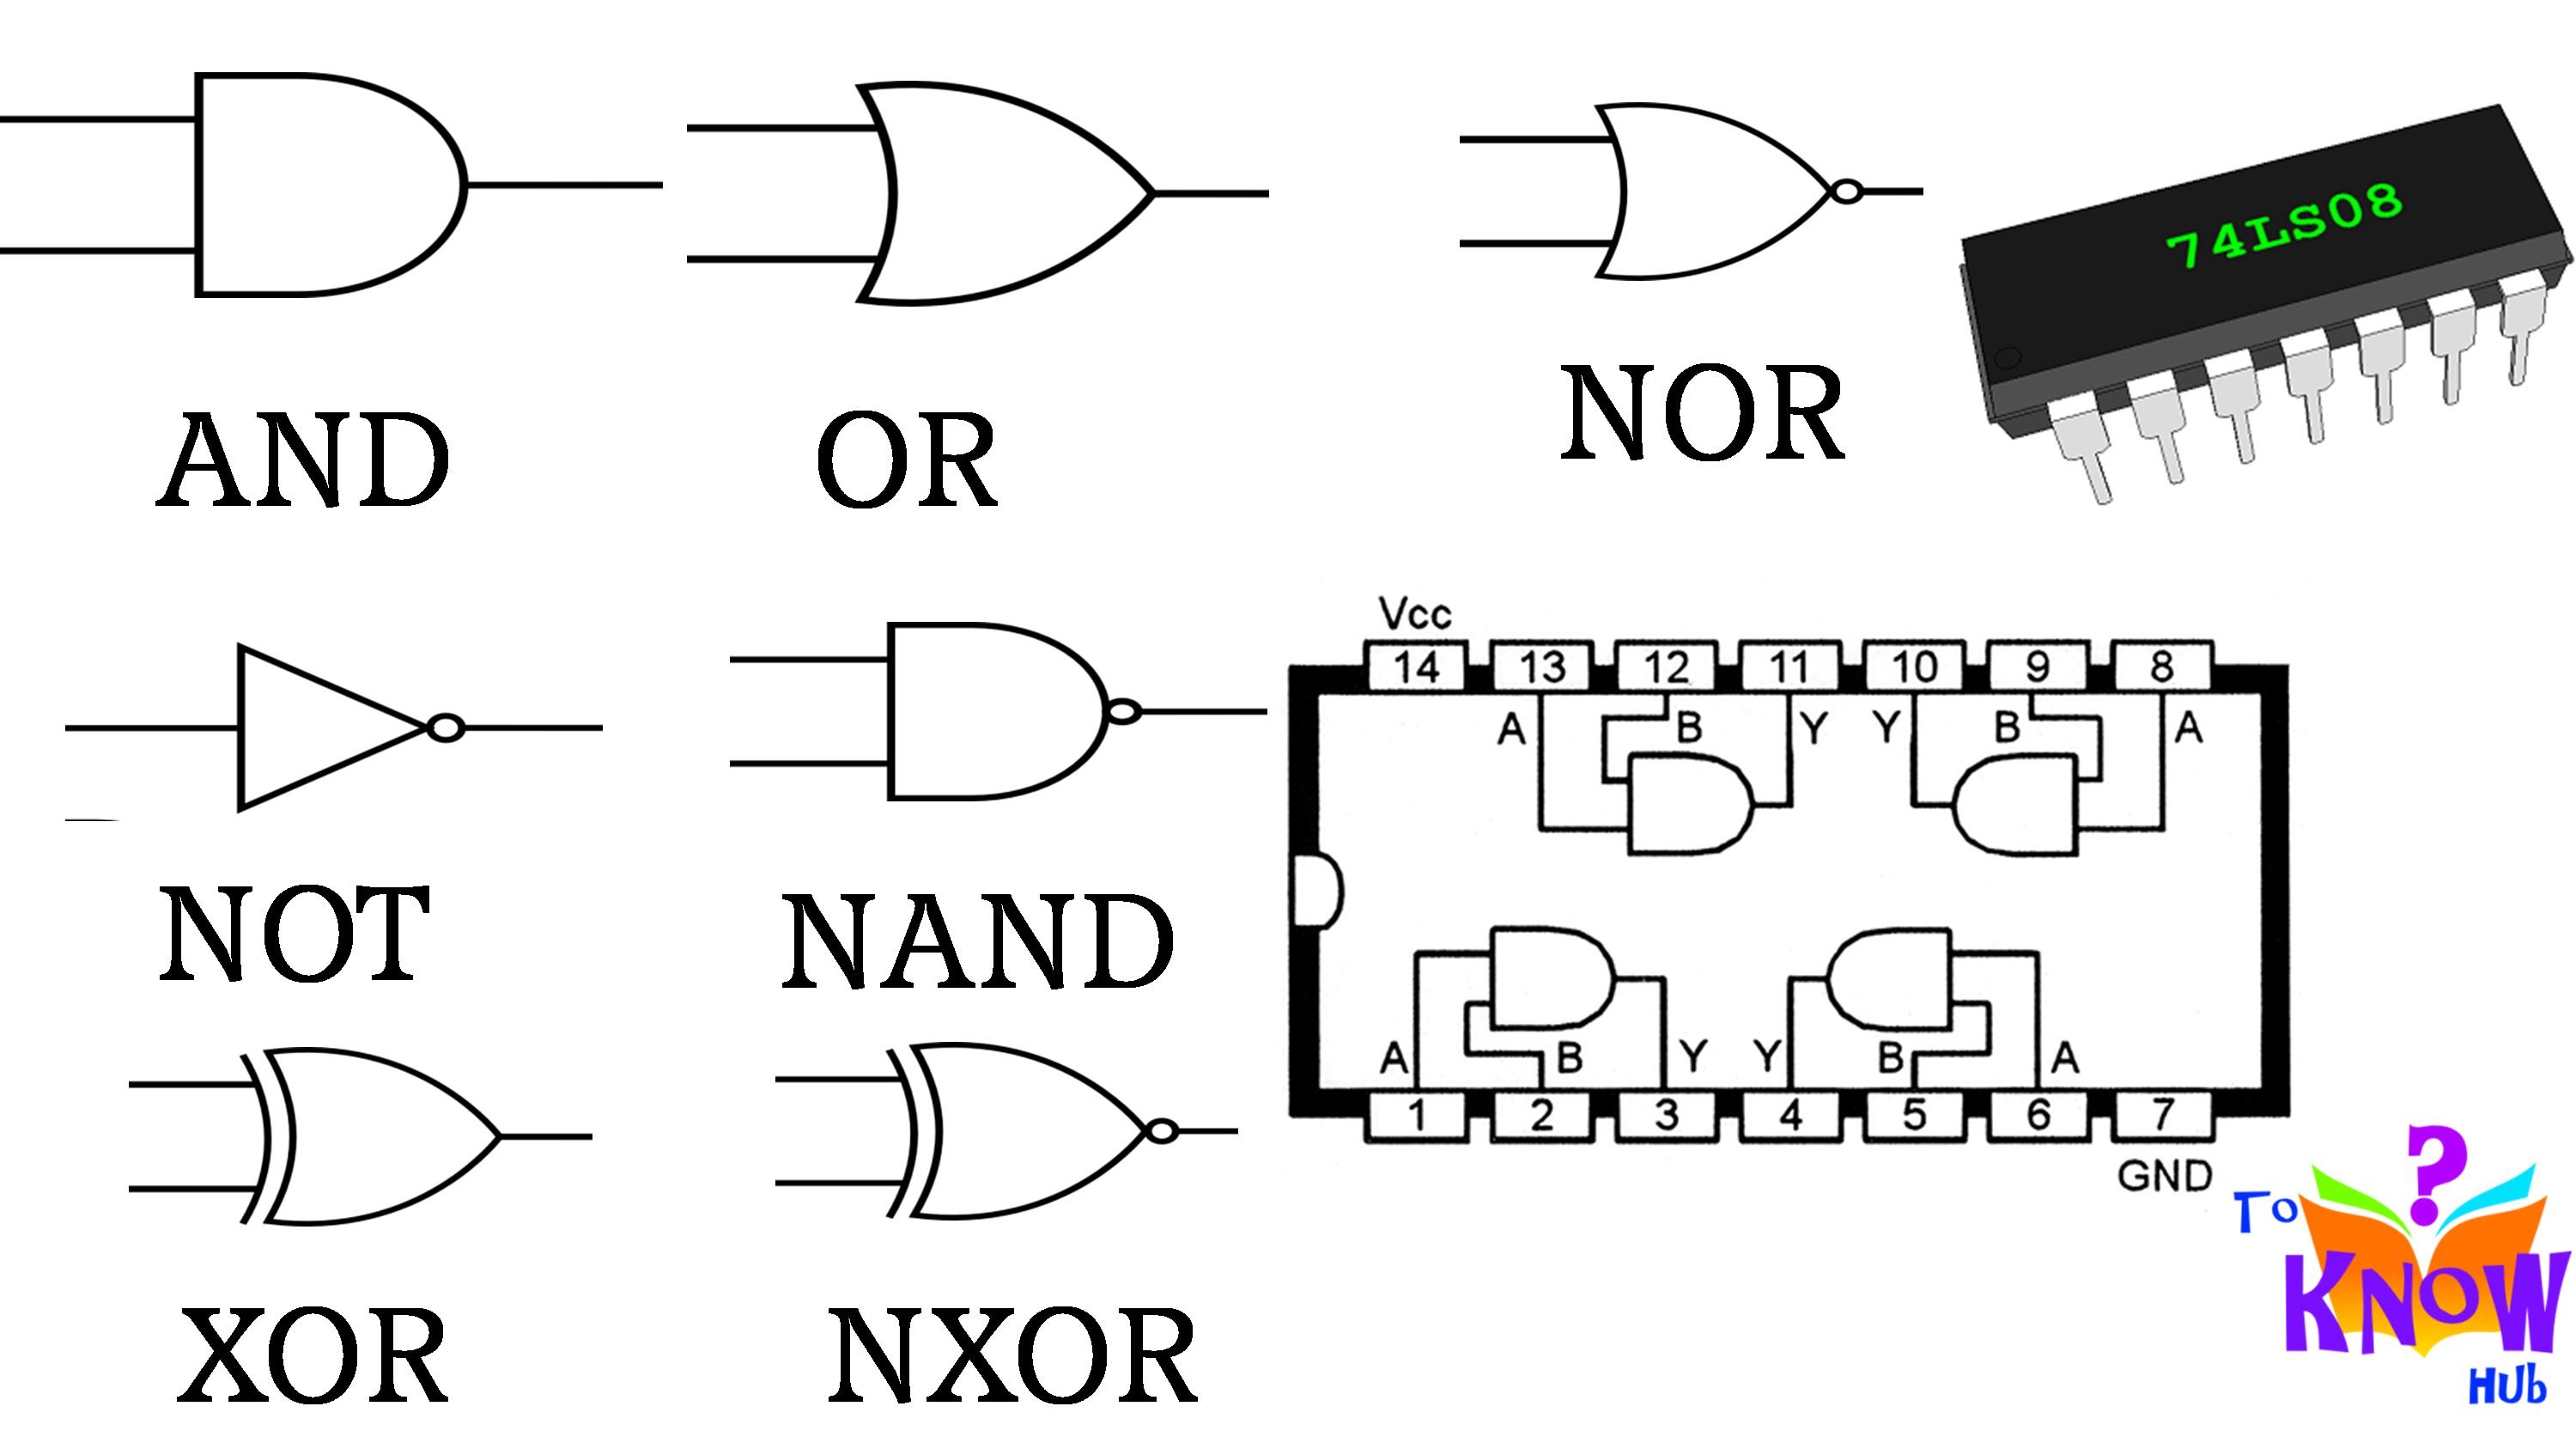 74LS08
AND
OR
NOR
Vcc
14 13 12 11 10 9 8
A B Y Y B A
NOT
NAND
A B Y Y B A
1 2 3 4 5 6 7
GND
XOR
NXOR
?
To
KNOW
HUb